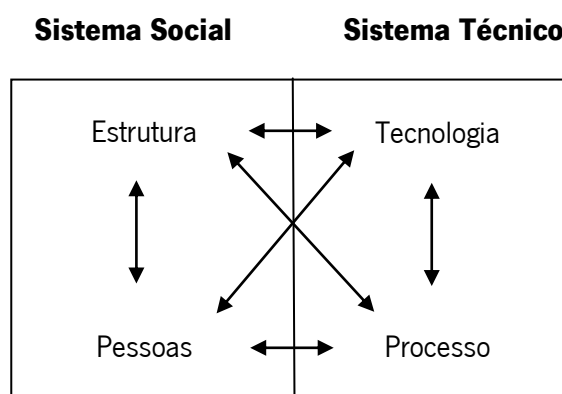 Sistema Social Sistema Técnico
Estrutura Tecnologia
Pessoas Processo